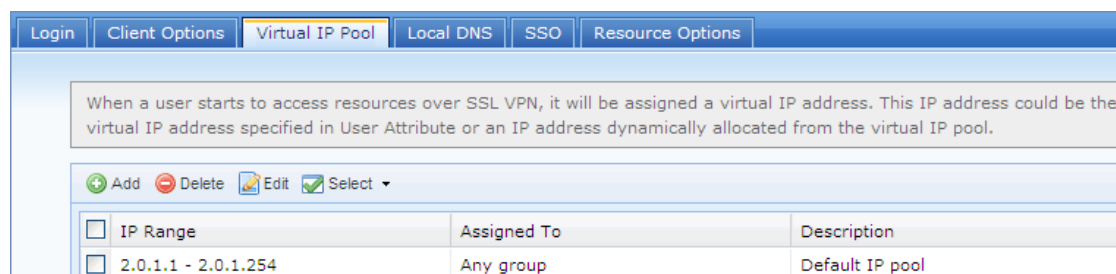 Login Client Options Virtual IP Pool Local DNS SSO Resource Options
When a user starts to access resources over SSL VPN, it will be assigned a virtual IP address. This IP address could be the
virtual IP address specified in User Attribute or an IP address dynamically allocated from the virtual IP pool.
Add Delete Edit Select
IP Range Assigned To Description
2.0.1.1 - 2.0.1.254 Any group Default IP pool